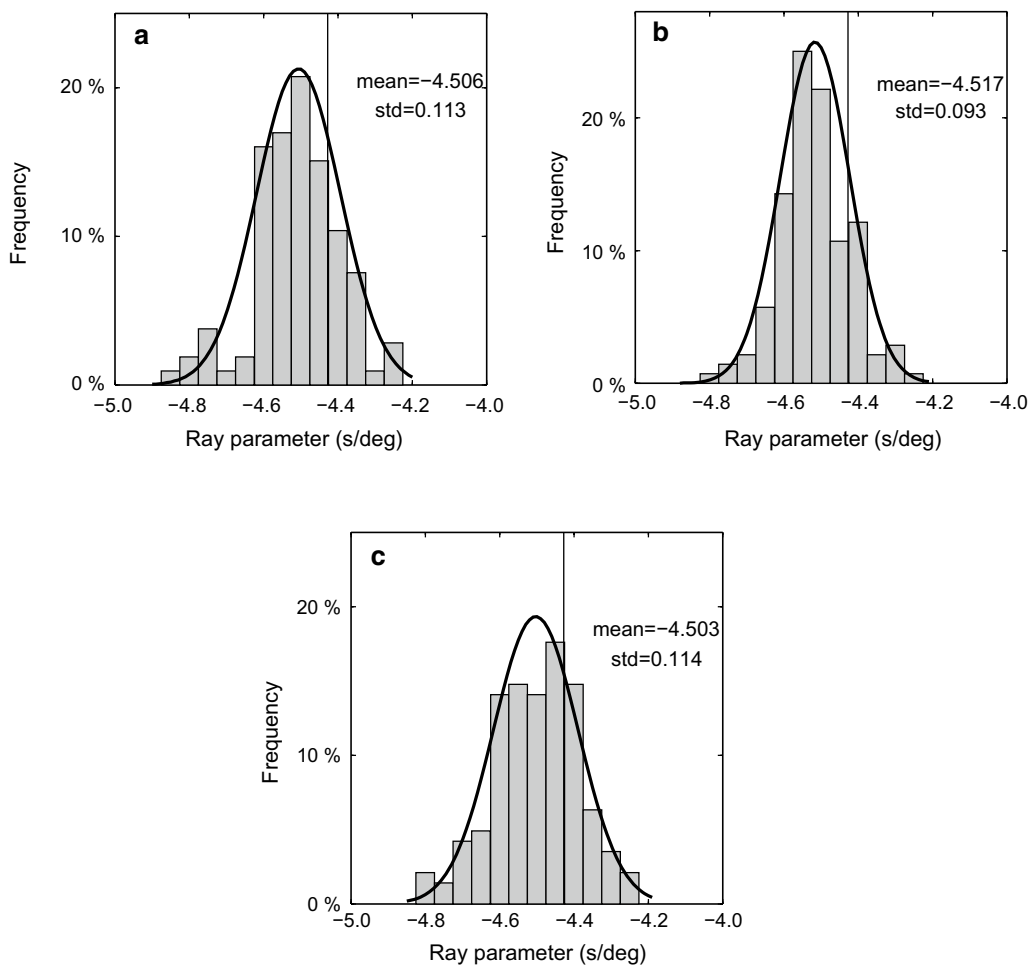 a
mean=−4.506
std=0.113
20 %
10 %
0 %
Frequency
−5.0 −4.8 −4.6 −4.4 −4.2 −4.0
Ray parameter (s/deg)
b
mean=−4.517
std=0.093
20 %
10 %
0 %
Frequency
−5.0 −4.8 −4.6 −4.4 −4.2 −4.0
Ray parameter (s/deg)
c
mean=−4.503
std=0.114
20 %
10 %
0 %
Frequency
−5.0 −4.8 −4.6 −4.4 −4.2 −4.0
Ray parameter (s/deg)